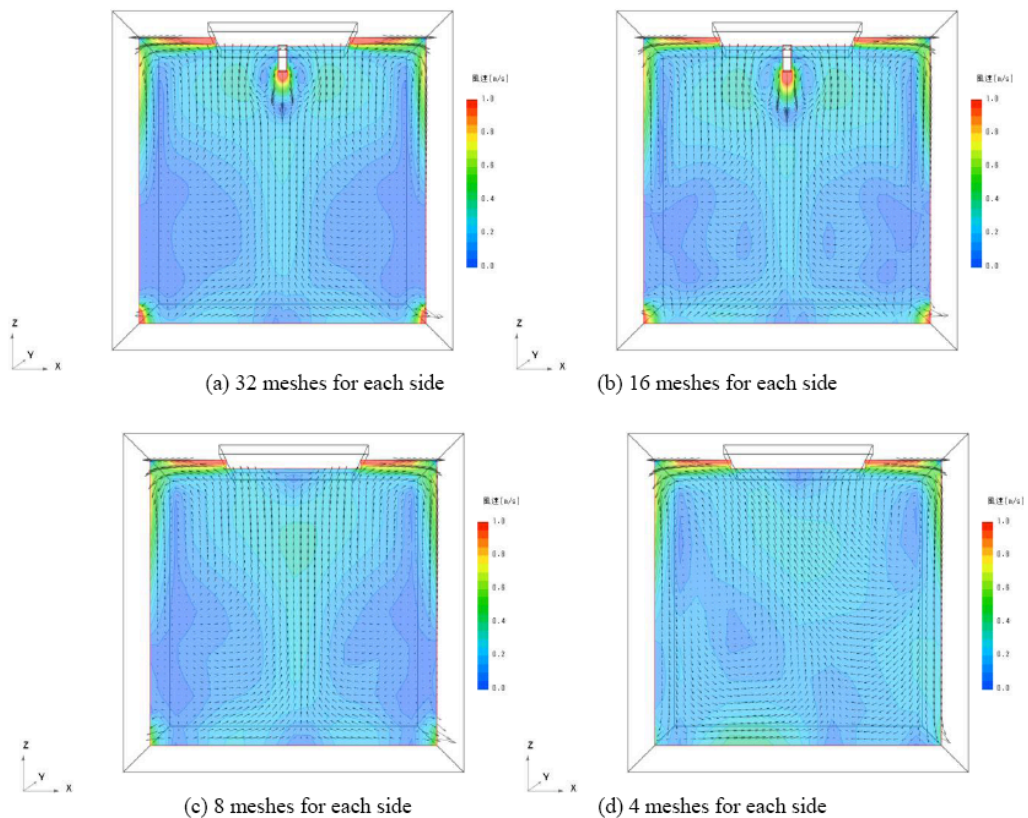 風速[m/s]
1.0
0.8
0.6
0.4
0.2
0.0
Z
Y
X
(a) 32 meshes for each side
風速[m/s]
1.0
0.8
0.6
0.4
0.2
0.0
Z
Y
X
(b) 16 meshes for each side
風速[m/s]
1.0
0.8
0.6
0.4
0.2
0.0
Z
Y
X
(c) 8 meshes for each side
風速[m/s]
1.0
0.8
0.6
0.4
0.2
0.0
Z
Y
X
(d) 4 meshes for each side